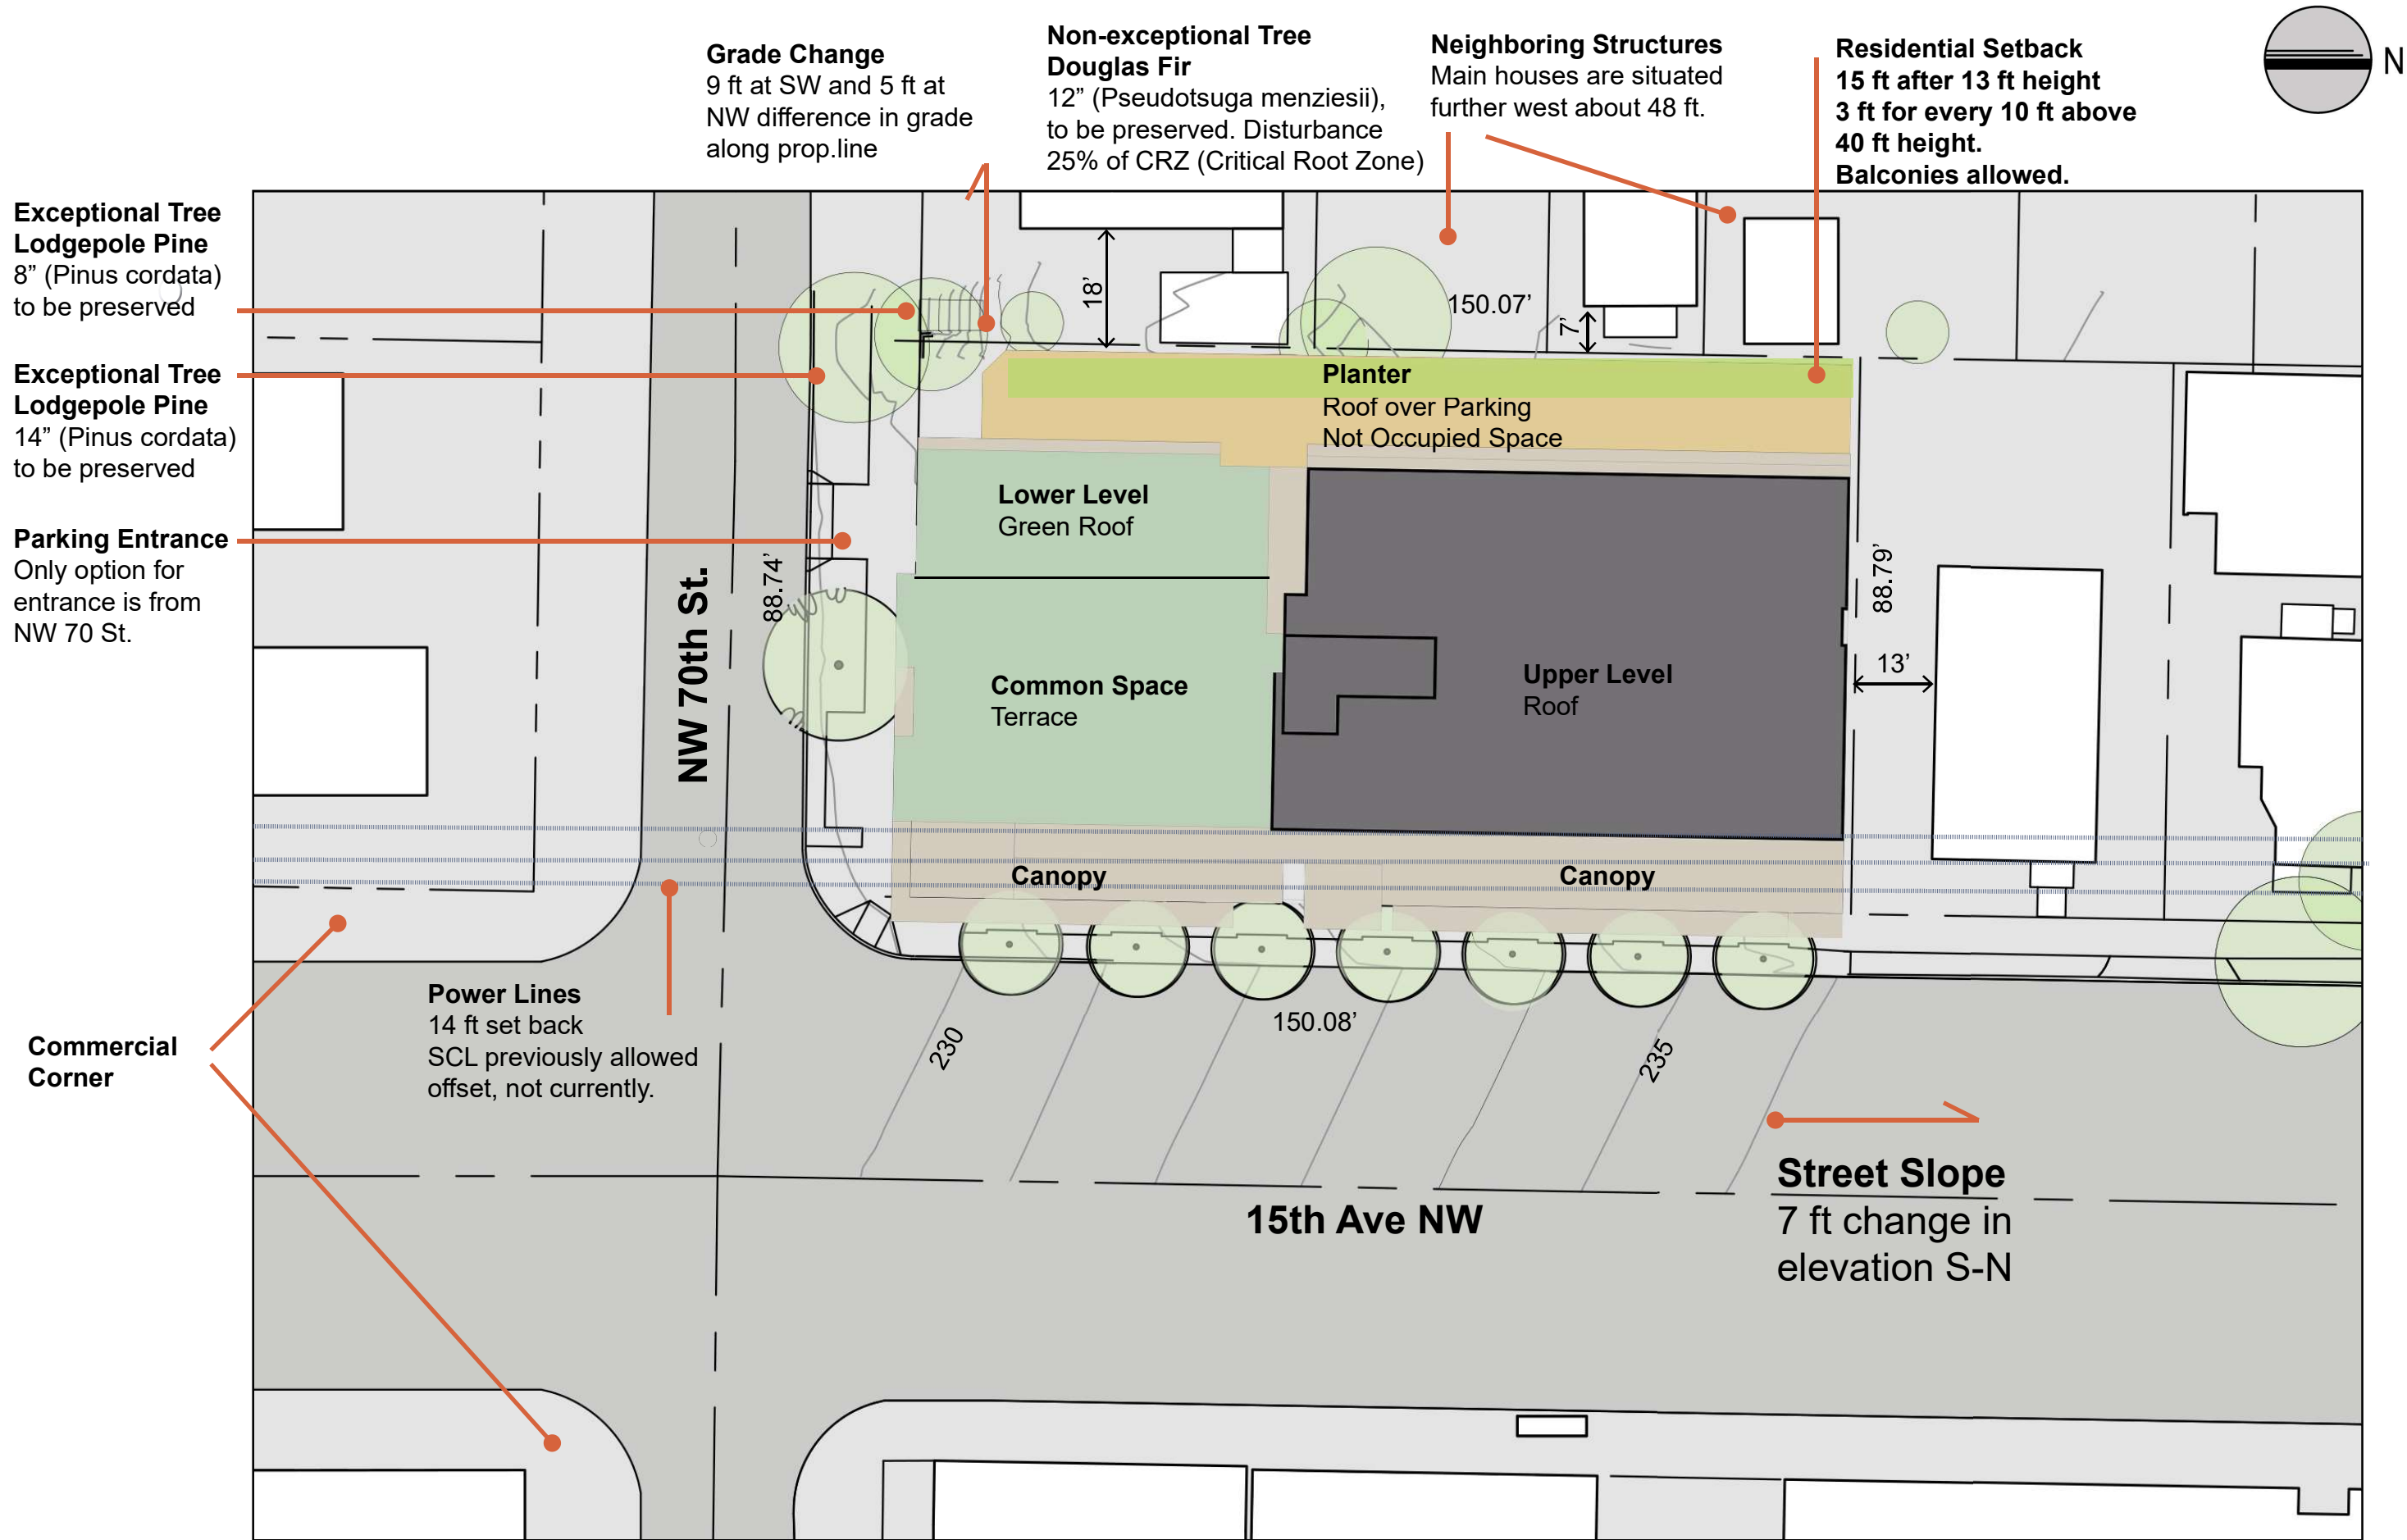 Grade Change
9 ft at SW and 5 ft at
NW difference in grade
along prop.line
Non-exceptional Tree
Douglas Fir
12” (Pseudotsuga menziesii),
to be preserved. Disturbance
25% of CRZ (Critical Root Zone)
Neighboring Structures
Main houses are situated
further west about 48 ft.
Residential Setback
15 ft after 13 ft height
3 ft for every 10 ft above
40 ft height.
Balconies allowed.
N
Exceptional Tree
Lodgepole Pine
8” (Pinus cordata)
to be preserved
Exceptional Tree
Lodgepole Pine
14” (Pinus cordata)
to be preserved
Parking Entrance
Only option for
entrance is from
NW 70 St.
18’
150.07’
7’
Planter
Roof over Parking
Not Occupied Space
Lower Level
Green Roof
NW 70th St.
88.74’
88.79’
13’
Common Space
Terrace
Upper Level
Roof
Canopy
Canopy
Power Lines
14 ft set back
SCL previously allowed
offset, not currently.
Commercial
Corner
230
150.08’
235
15th Ave NW
Street Slope
7 ft change in
elevation S-N